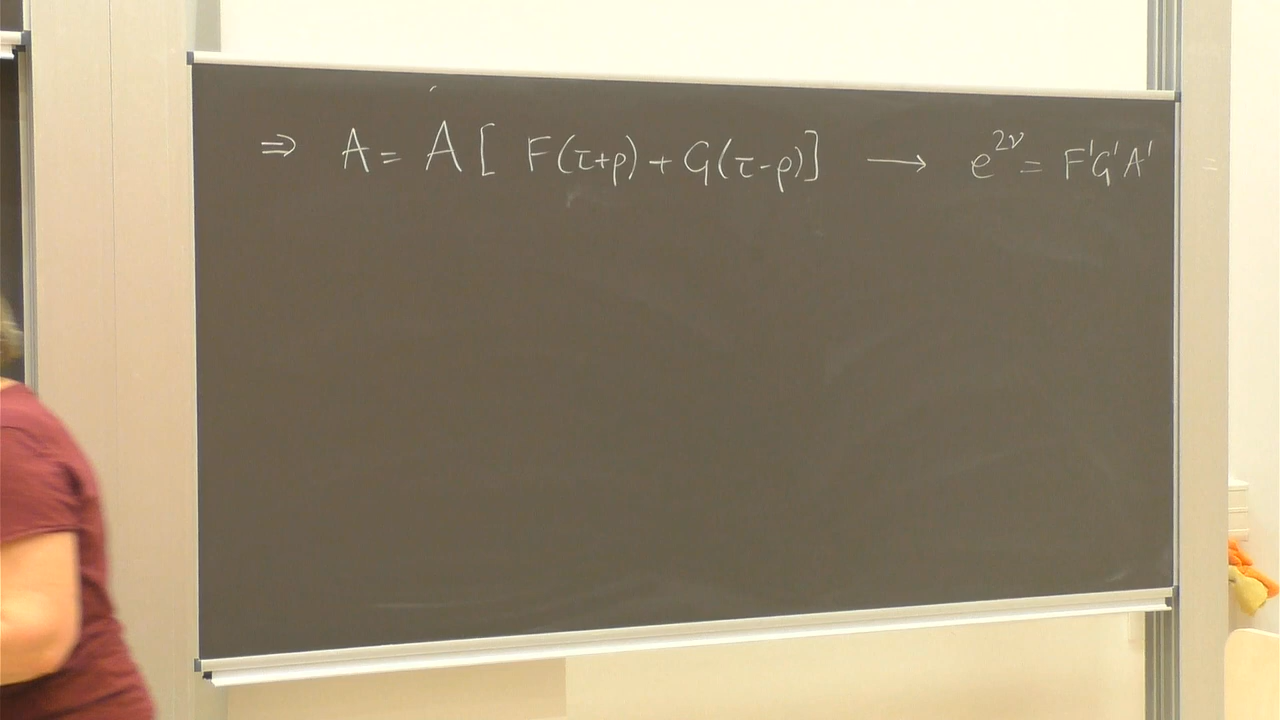 ⇒ A = A [ F(τ+ρ) + G(τ-ρ) ] ⟶ e^{2ν} = F'G'A' =